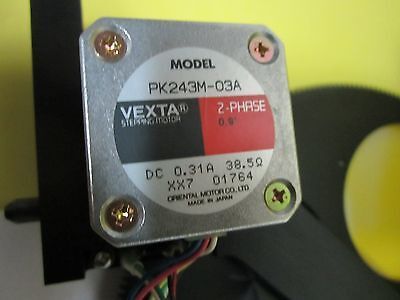 MODEL
PK243M-03A
VEXTA® 2-PHASE
STEPPING MOTOR 0.9°
DC 0.31A 38.5Ω
XX7 01764
ORIENTAL MOTOR CO.,LTD.
MADE IN JAPAN